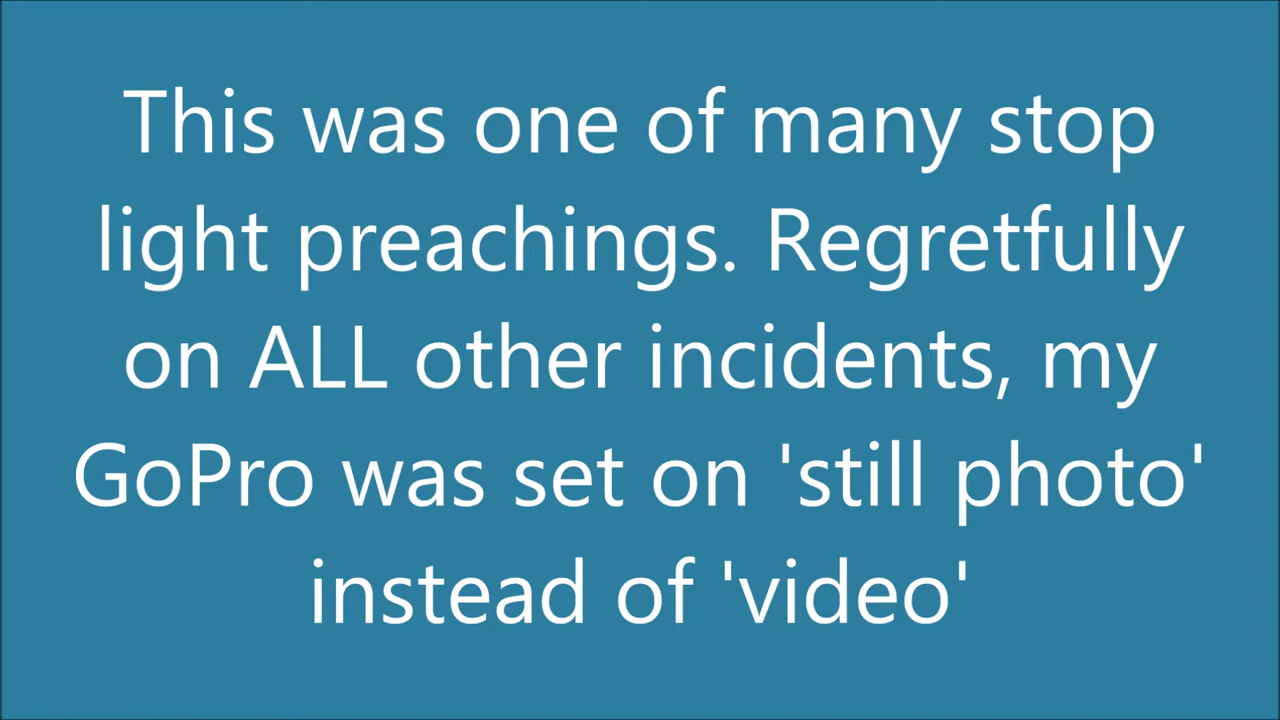 This was one of many stop
light preachings. Regretfully
on ALL other incidents, my
GoPro was set on 'still photo'
instead of 'video'